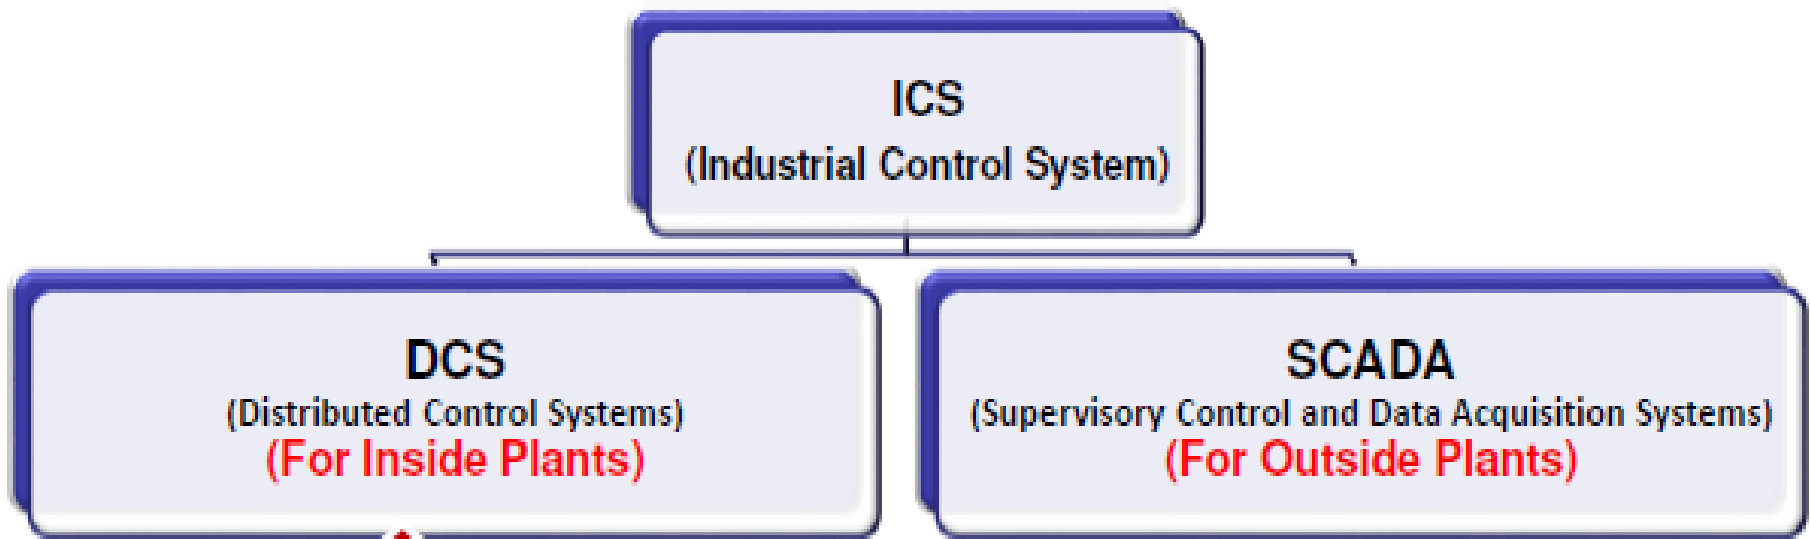 ICS
(Industrial Control System)
DCS
(Distributed Control Systems)
(For Inside Plants)
SCADA
(Supervisory Control and Data Acquisition Systems)
(For Outside Plants)